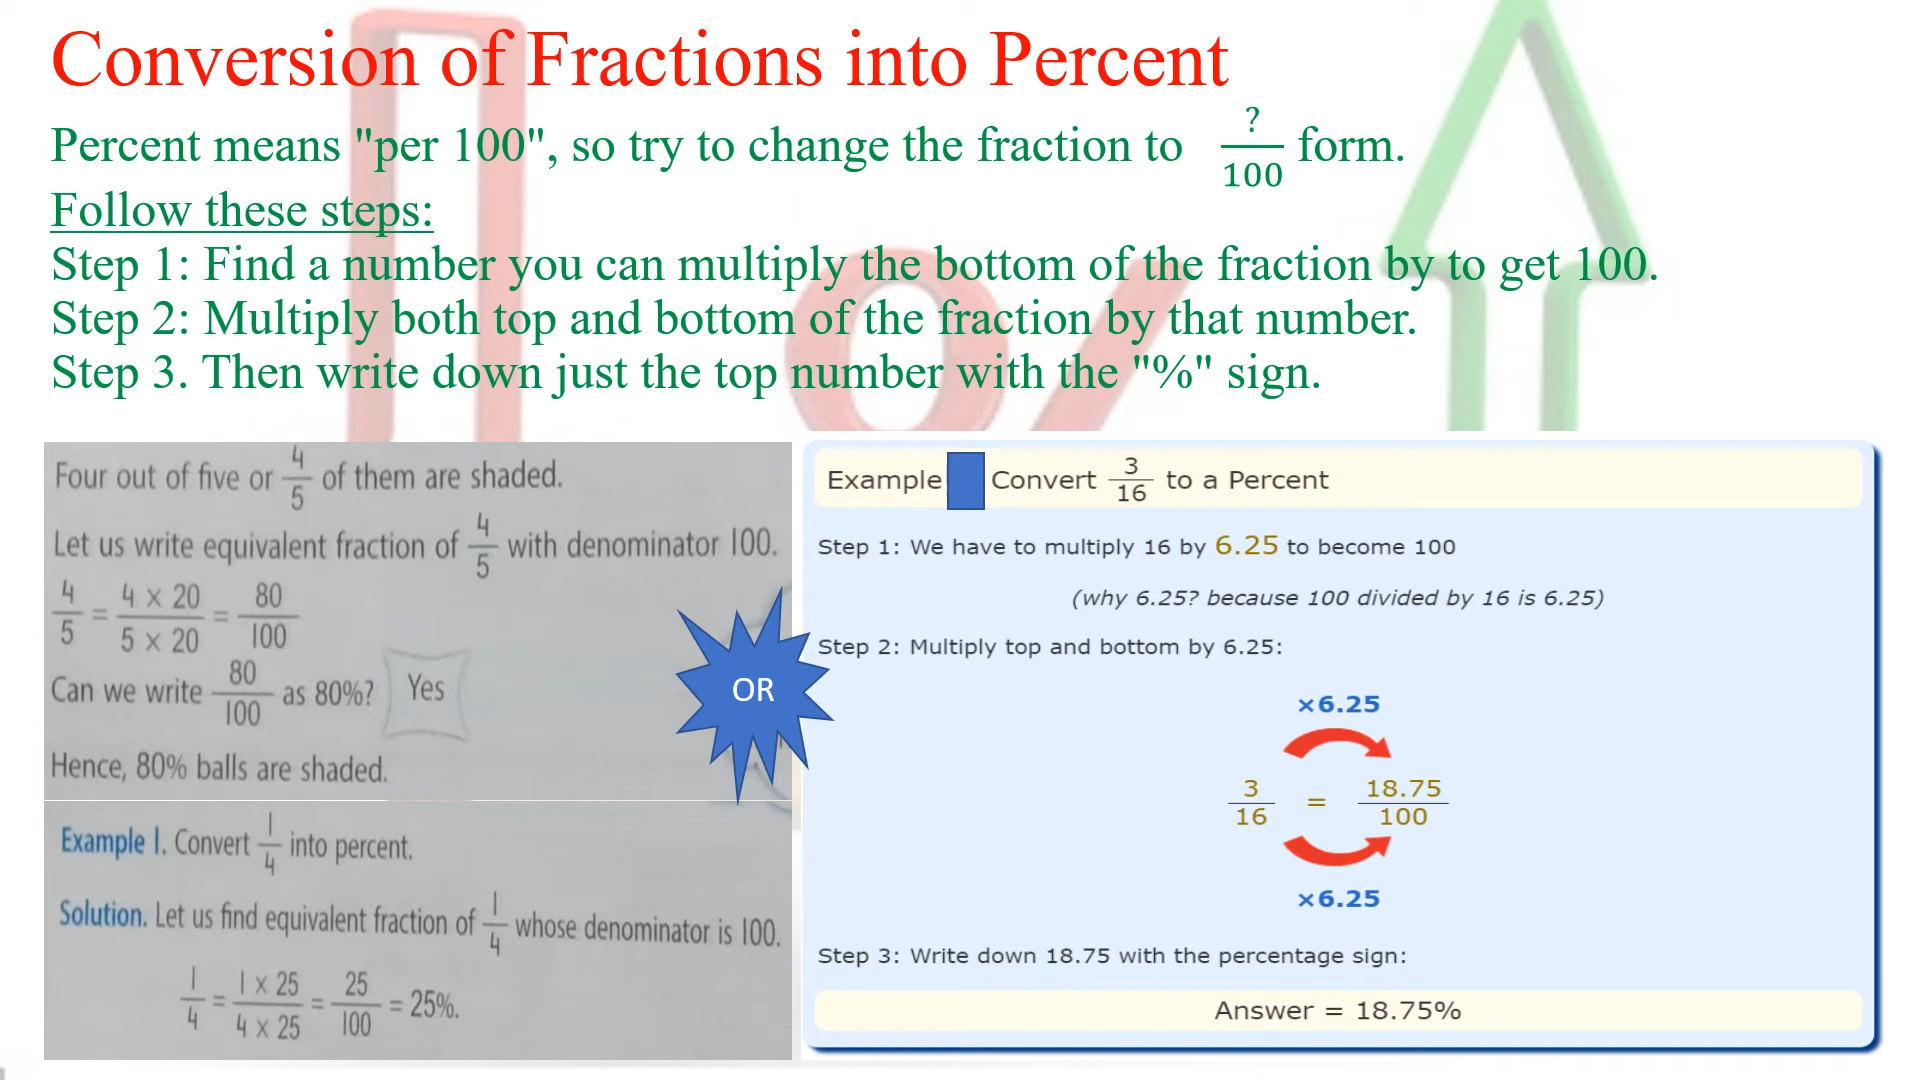 Conversion of Fractions into Percent
Percent means "per 100", so try to change the fraction to ?/100 form.
Follow these steps:
Step 1: Find a number you can multiply the bottom of the fraction by to get 100.
Step 2: Multiply both top and bottom of the fraction by that number.
Step 3. Then write down just the top number with the "%" sign.
Four out of five or 4/5 of them are shaded.
Let us write equivalent fraction of 4/5 with denominator 100.
4/5 = 4 × 20/5 × 20 = 80/100
Can we write 80/100 as 80%? Yes
Hence, 80% balls are shaded.
Example 1. Convert 1/4 into percent.
Solution. Let us find equivalent fraction of 1/4 whose denominator is 100.
1/4 = 1 × 25/4 × 25 = 25/100 = 25%.
OR
Example Convert 3/16 to a Percent
Step 1: We have to multiply 16 by 6.25 to become 100
(why 6.25? because 100 divided by 16 is 6.25)
Step 2: Multiply top and bottom by 6.25:
×6.25
3/16 = 18.75/100
×6.25
Step 3: Write down 18.75 with the percentage sign:
Answer = 18.75%